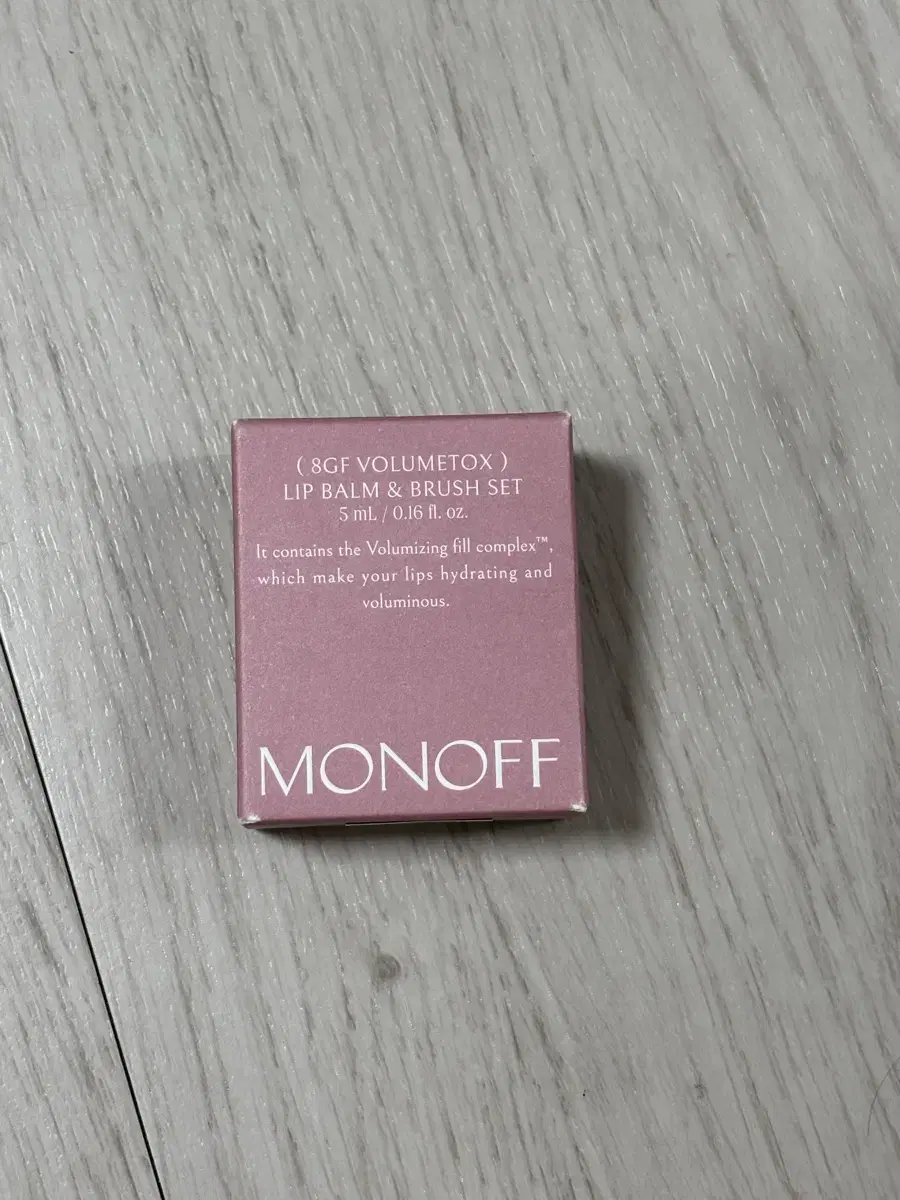 ( 8GF VOLUMETOX )
LIP BALM & BRUSH SET
5 mL / 0.16 fl. oz.
It contains the Volumizing fill complex™,
which make your lips hydrating and
voluminous.
MONOFF